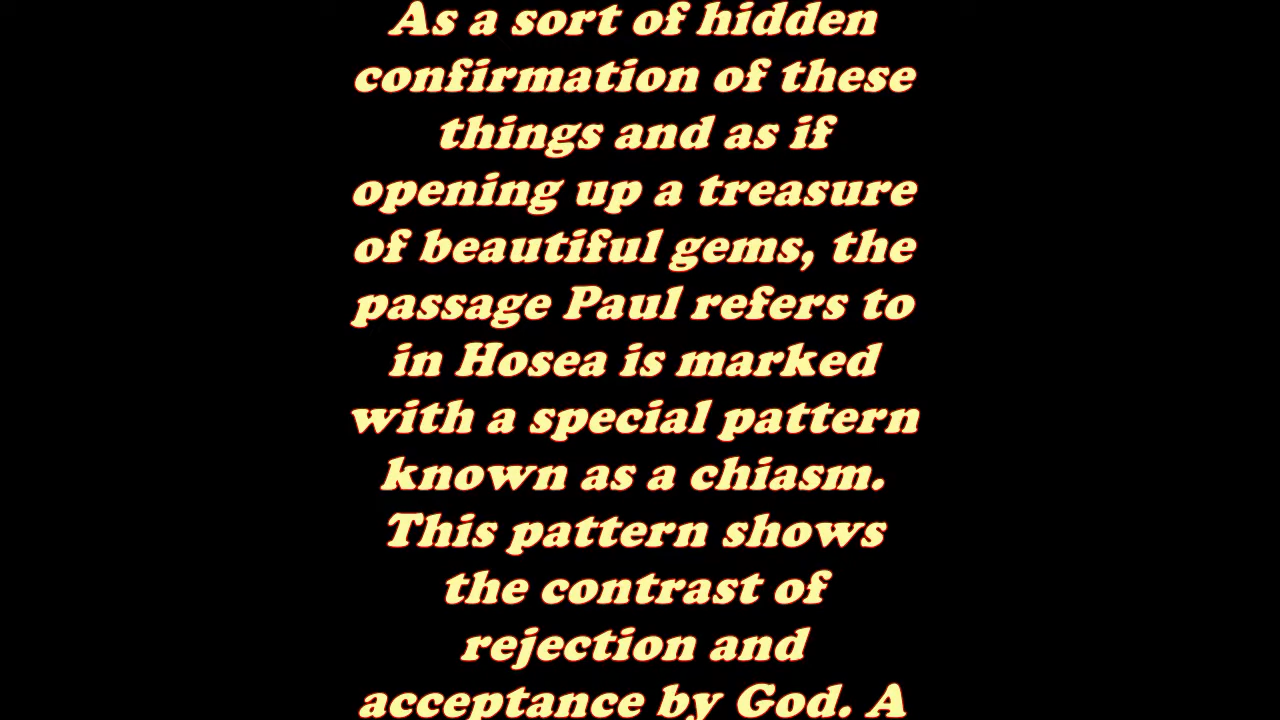 As a sort of hidden
confirmation of these
things and as if
opening up a treasure
of beautiful gems, the
passage Paul refers to
in Hosea is marked
with a special pattern
known as a chiasm.
This pattern shows
the contrast of
rejection and
acceptance by God. A